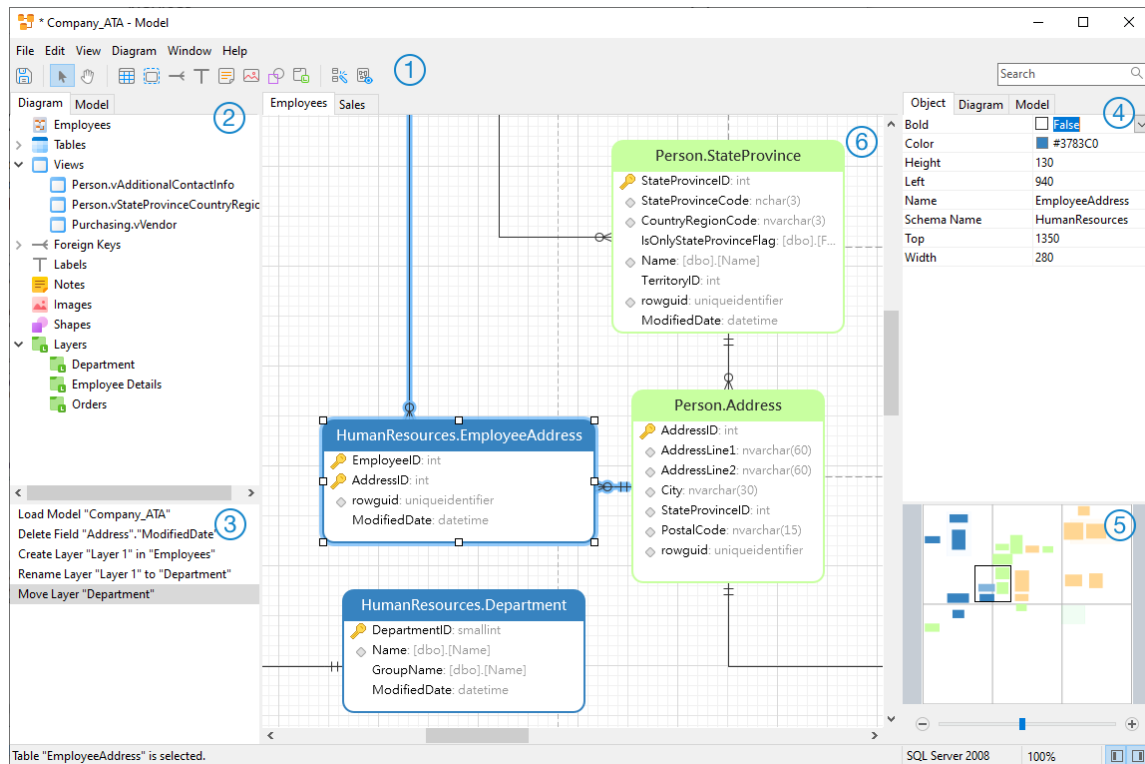 * Company_ATA - Model
File Edit View Diagram Window Help
1
Search
Diagram Model
2
Employees
Tables
Views
Person.vAdditionalContactInfo
Person.vStateProvinceCountryRegic
Purchasing.vVendor
Foreign Keys
Labels
Notes
Images
Shapes
Layers
Department
Employee Details
Orders
Load Model "Company_ATA"
3
Delete Field "Address"."ModifiedDate"
Create Layer "Layer 1" in "Employees"
Rename Layer "Layer 1" to "Department"
Move Layer "Department"
Employees Sales
6
Person.StateProvince
StateProvinceID: int
StateProvinceCode: nchar(3)
CountryRegionCode: nvarchar(3)
IsOnlyStateProvinceFlag: [dbo].[F...
Name: [dbo].[Name]
TerritoryID: int
rowguid: uniqueidentifier
ModifiedDate: datetime
HumanResources.EmployeeAddress
EmployeeID: int
AddressID: int
rowguid: uniqueidentifier
ModifiedDate: datetime
Person.Address
AddressID: int
AddressLine1: nvarchar(60)
AddressLine2: nvarchar(60)
City: nvarchar(30)
StateProvinceID: int
PostalCode: nvarchar(15)
rowguid: uniqueidentifier
HumanResources.Department
DepartmentID: smallint
Name: [dbo].[Name]
GroupName: [dbo].[Name]
ModifiedDate: datetime
Object Diagram Model
4
Bold False
Color #3783C0
Height 130
Left 940
Name EmployeeAddress
Schema Name HumanResources
Top 1350
Width 280
5
Table "EmployeeAddress" is selected.
SQL Server 2008
100%